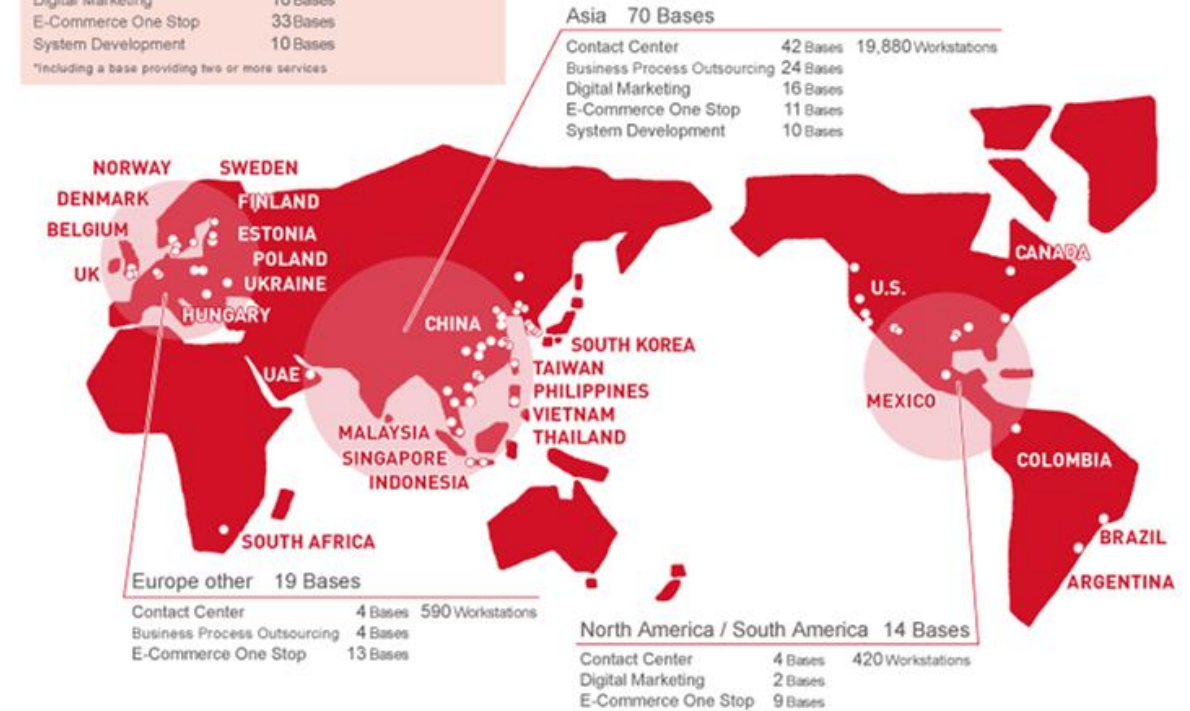 Digital Marketing
E-Commerce One Stop 33 Bases
System Development 10 Bases
*Including a base providing two or more services
Asia 70 Bases
Contact Center 42 Bases 19,880 Workstations
Business Process Outsourcing 24 Bases
Digital Marketing 16 Bases
E-Commerce One Stop 11 Bases
System Development 10 Bases
NORWAY SWEDEN
DENMARK FINLAND
BELGIUM ESTONIA
POLAND
UK UKRAINE
HUNGARY
CANADA
U.S.
CHINA
SOUTH KOREA
UAE TAIWAN
PHILIPPINES
MEXICO
VIETNAM
MALAYSIA THAILAND
SINGAPORE
COLOMBIA
INDONESIA
BRAZIL
SOUTH AFRICA
ARGENTINA
Europe other 19 Bases
Contact Center 4 Bases 590 Workstations
Business Process Outsourcing 4 Bases
E-Commerce One Stop 13 Bases
North America / South America 14 Bases
Contact Center 4 Bases 420 Workstations
Digital Marketing 2 Bases
E-Commerce One Stop 9 Bases